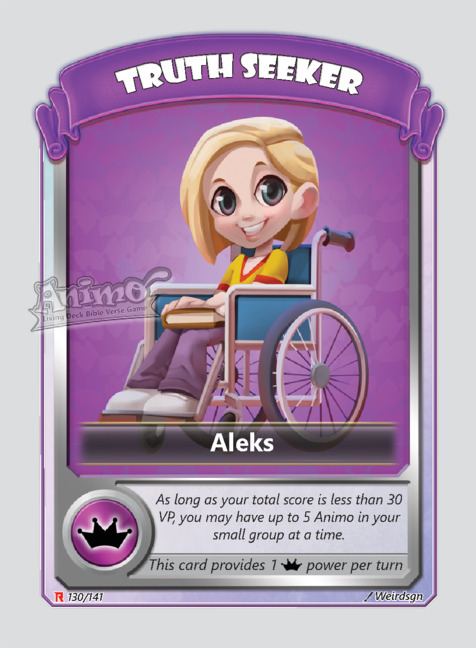 TRUTH SEEKER
Animo
Living Deck Bible Verse Game
Aleks
As long as your total score is less than 30
VP, you may have up to 5 Animo in your
small group at a time.
This card provides 1 power per turn
R 130/141
Weirdsgn